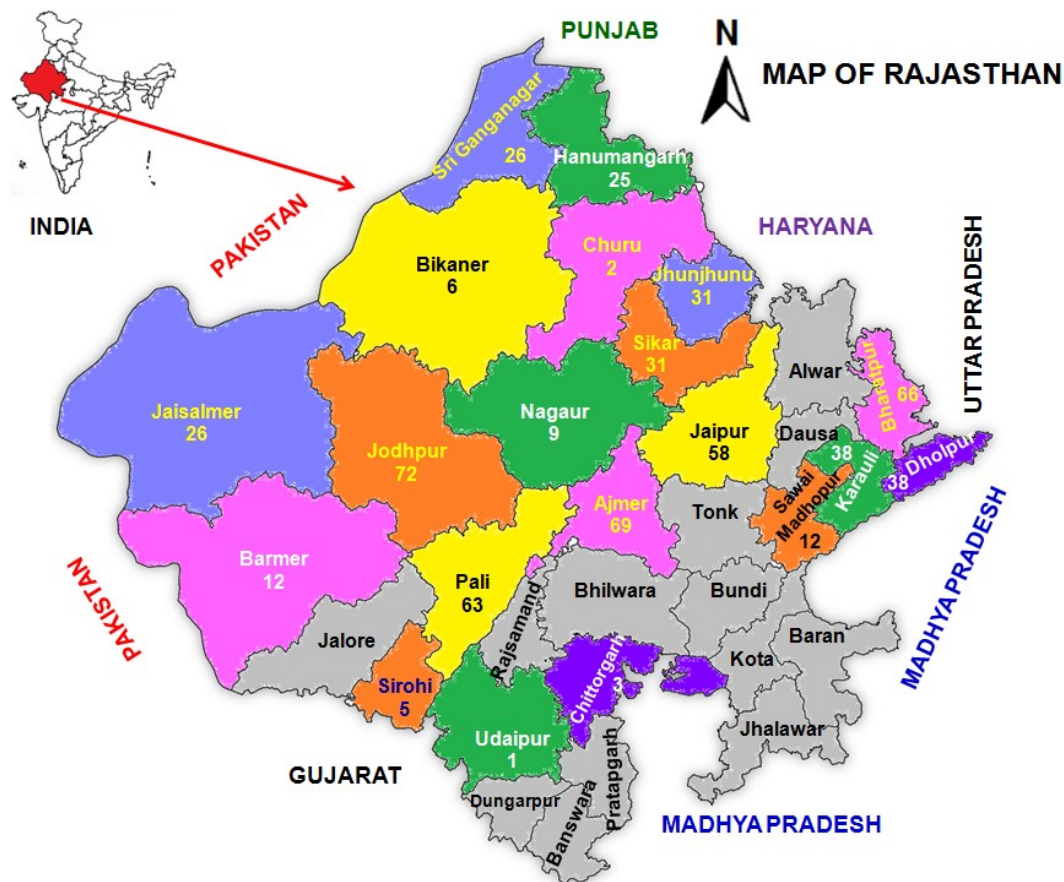 PUNJAB
N
MAP OF RAJASTHAN
INDIA
PAKISTAN
Sri Ganganagar
26
Hanumangarh
25
HARYANA
Churu
2
Bikaner
6
Jhunjhunu
31
UTTAR PRADESH
Sikar
31
Alwar
Bharatpur
66
Jaisalmer
26
Nagaur
9
Jaipur
58
Dausa
38
Karauli
Dholpur
38
Jodhpur
72
Sawai
Madhopur
12
Ajmer
69
Tonk
MADHYA PRADESH
PAKISTAN
Barmer
12
Pali
63
Rajsamand
Bhilwara
Bundi
Baran
Jalore
Kota
Sirohi
5
Chittorgarh
3
Jhalawar
Udaipur
1
GUJARAT
Pratapgarh
Dungarpur
Banswara
MADHYA PRADESH